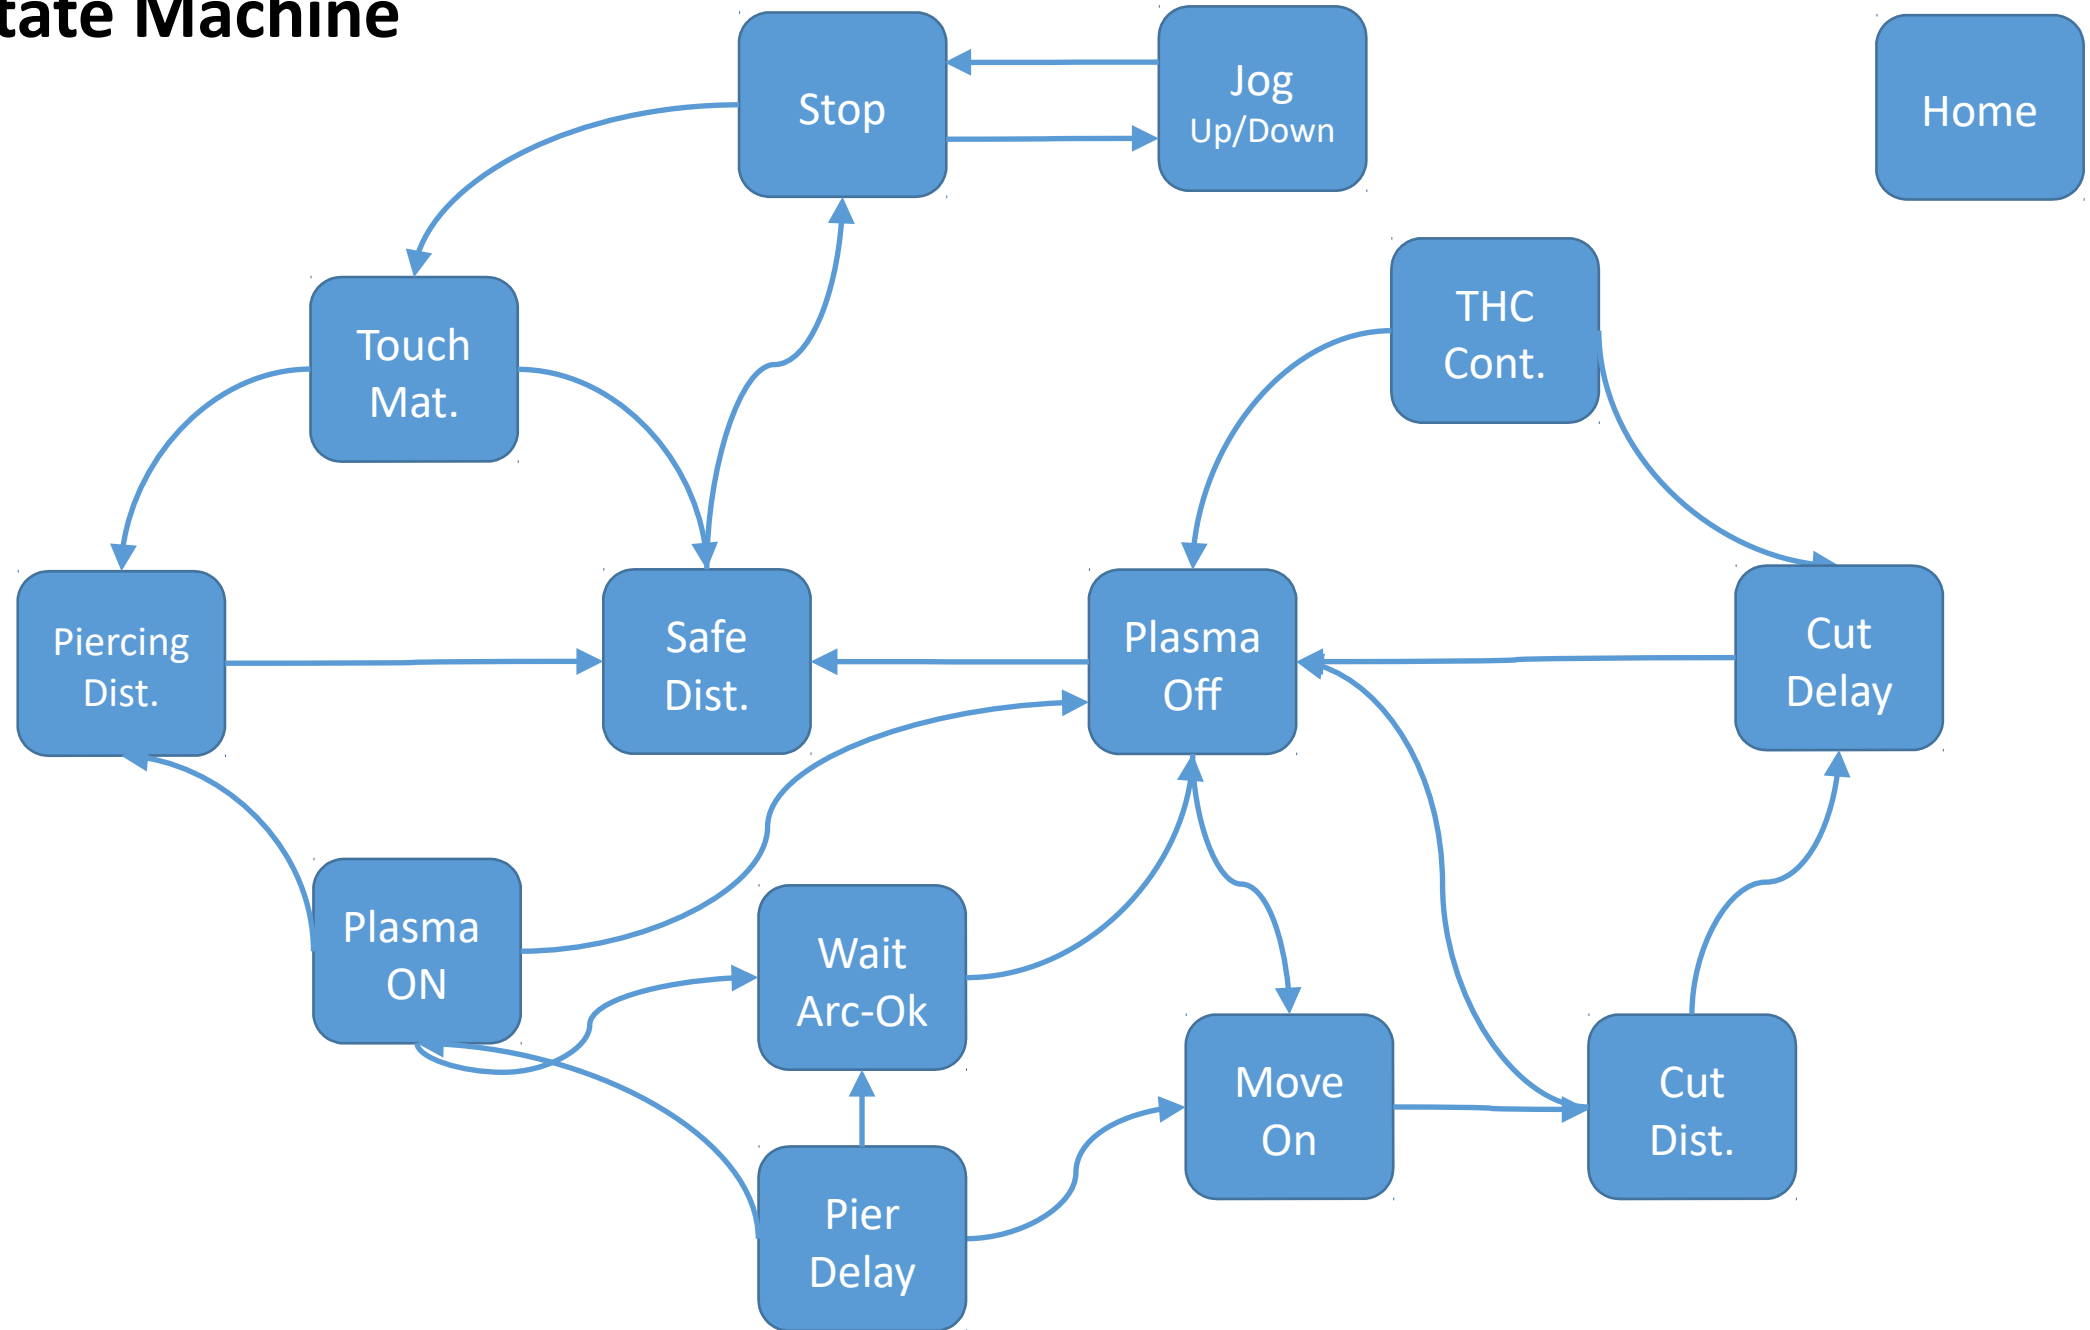 tate Machine
Stop
Jog
Up/Down
Home
Touch
Mat.
THC
Cont.
Piercing
Dist.
Safe
Dist.
Plasma
Off
Cut
Delay
Plasma
ON
Wait
Arc-Ok
Move
On
Cut
Dist.
Pier
Delay